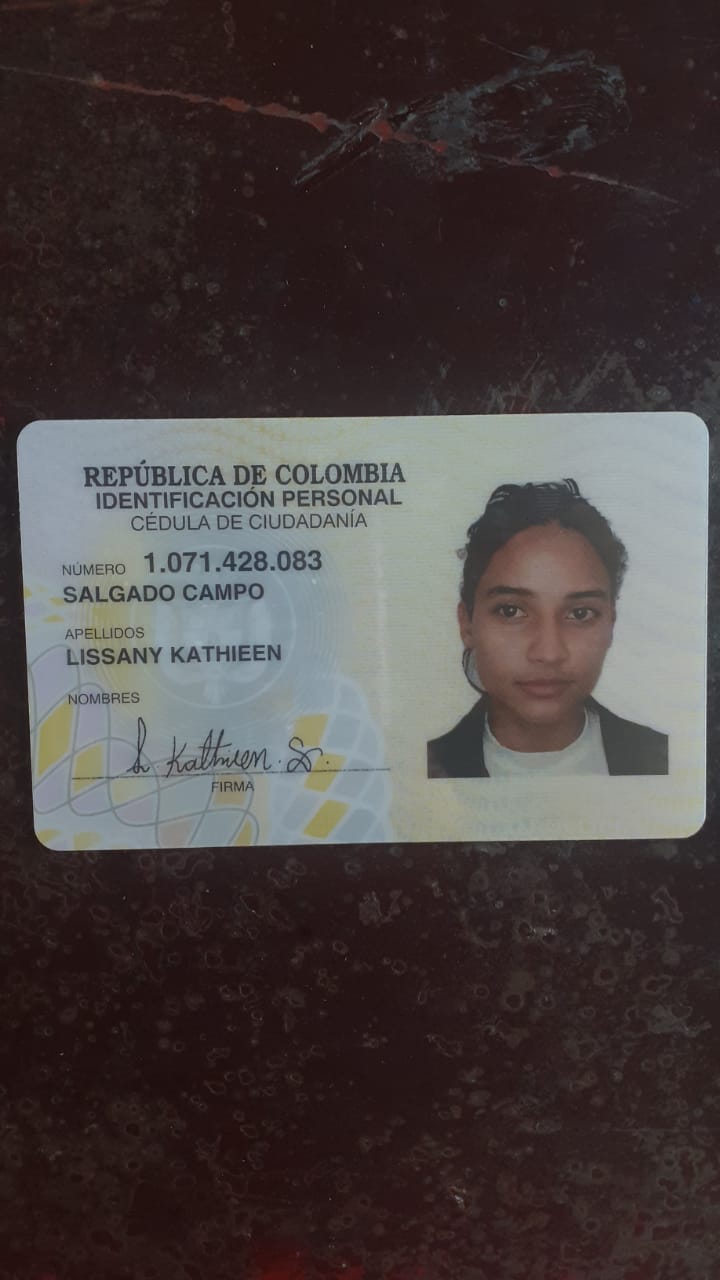 REPÚBLICA DE COLOMBIA
IDENTIFICACIÓN PERSONAL
CÉDULA DE CIUDADANÍA
NÚMERO 1.071.428.083
SALGADO CAMPO
APELLIDOS
LISSANY KATHIEEN
NOMBRES
FIRMA